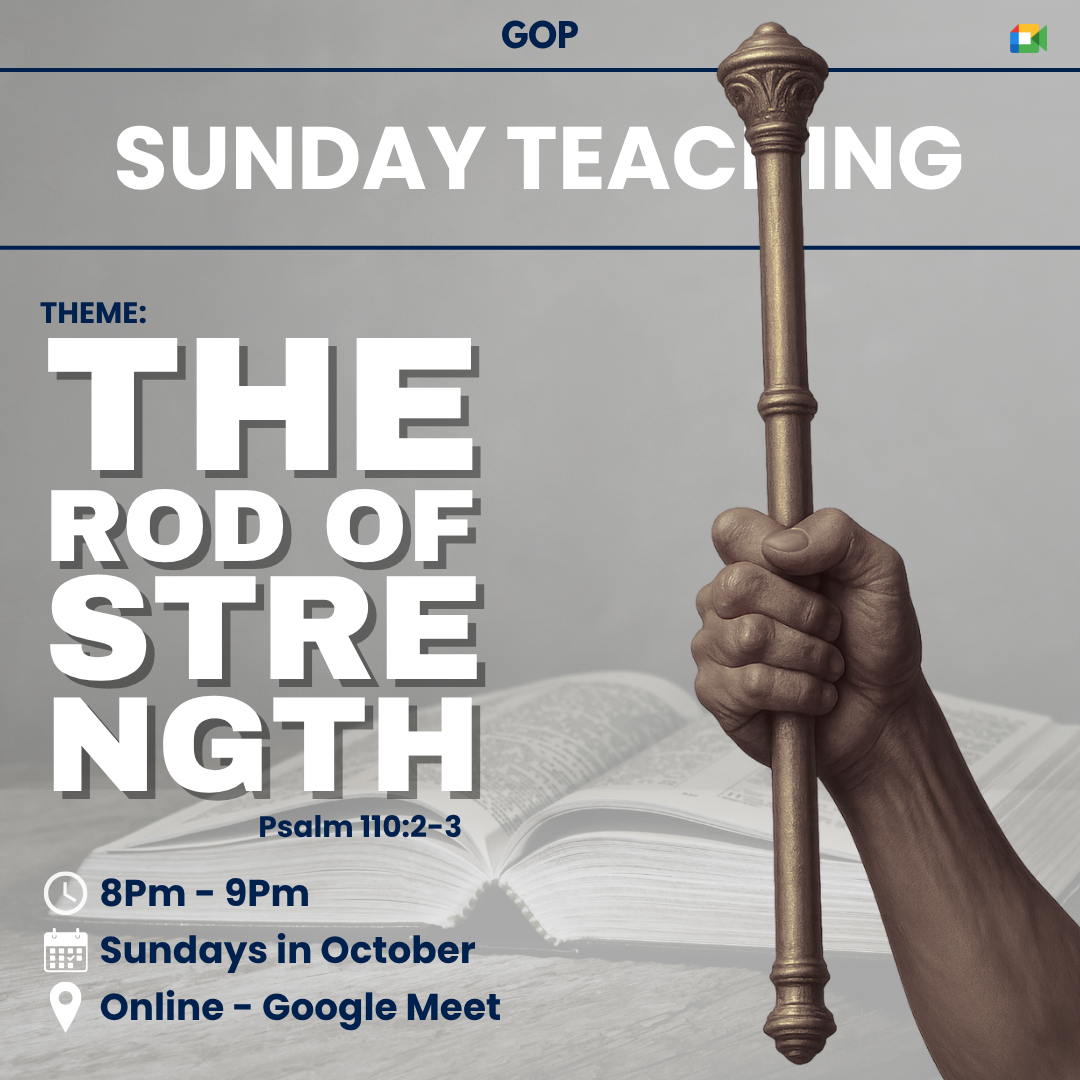 GOP
SUNDAY TEACHING
THEME:
THE
ROD OF
STRE
NGTH
Psalm 110:2-3
8Pm - 9Pm
Sundays in October
Online - Google Meet